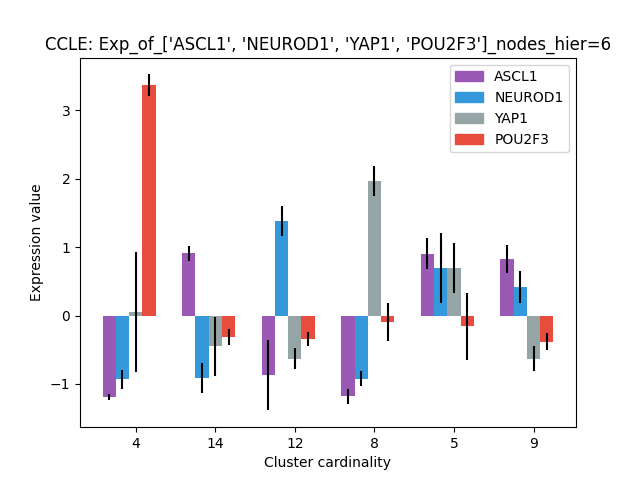 CCLE: Exp_of_['ASCL1', 'NEUROD1', 'YAP1', 'POU2F3']_nodes_hier=6
ASCL1
NEUROD1
YAP1
POU2F3
Expression value
3
2
1
0
−1
4 14 12 8 5 9
Cluster cardinality